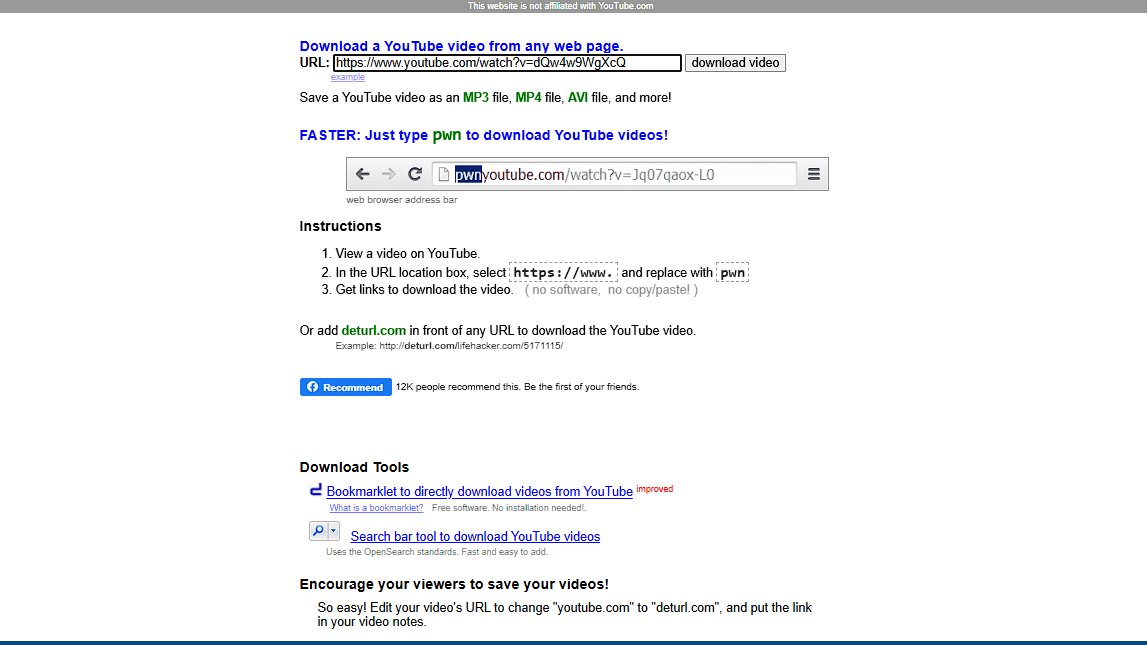 This website is not affiliated with YouTube.com
Download a YouTube video from any web page.
URL: https://www.youtube.com/watch?v=dQw4w9WgXcQ download video
example
Save a YouTube video as an MP3 file, MP4 file, AVI file, and more!
FASTER: Just type pwn to download YouTube videos!
pwnyoutube.com/watch?v=Jq07qaox-L0
web browser address bar
Instructions
1. View a video on YouTube.
2. In the URL location box, select https://www. and replace with pwn
3. Get links to download the video. ( no software, no copy/paste! )
Or add deturl.com in front of any URL to download the YouTube video.
Example: http://deturl.com/lifehacker.com/5171115/
Recommend 12K people recommend this. Be the first of your friends.
Download Tools
Bookmarklet to directly download videos from YouTube improved
What is a bookmarklet? Free software. No installation needed!.
Search bar tool to download YouTube videos
Uses the OpenSearch standards. Fast and easy to add.
Encourage your viewers to save your videos!
So easy! Edit your video's URL to change "youtube.com" to "deturl.com", and put the link
in your video notes.